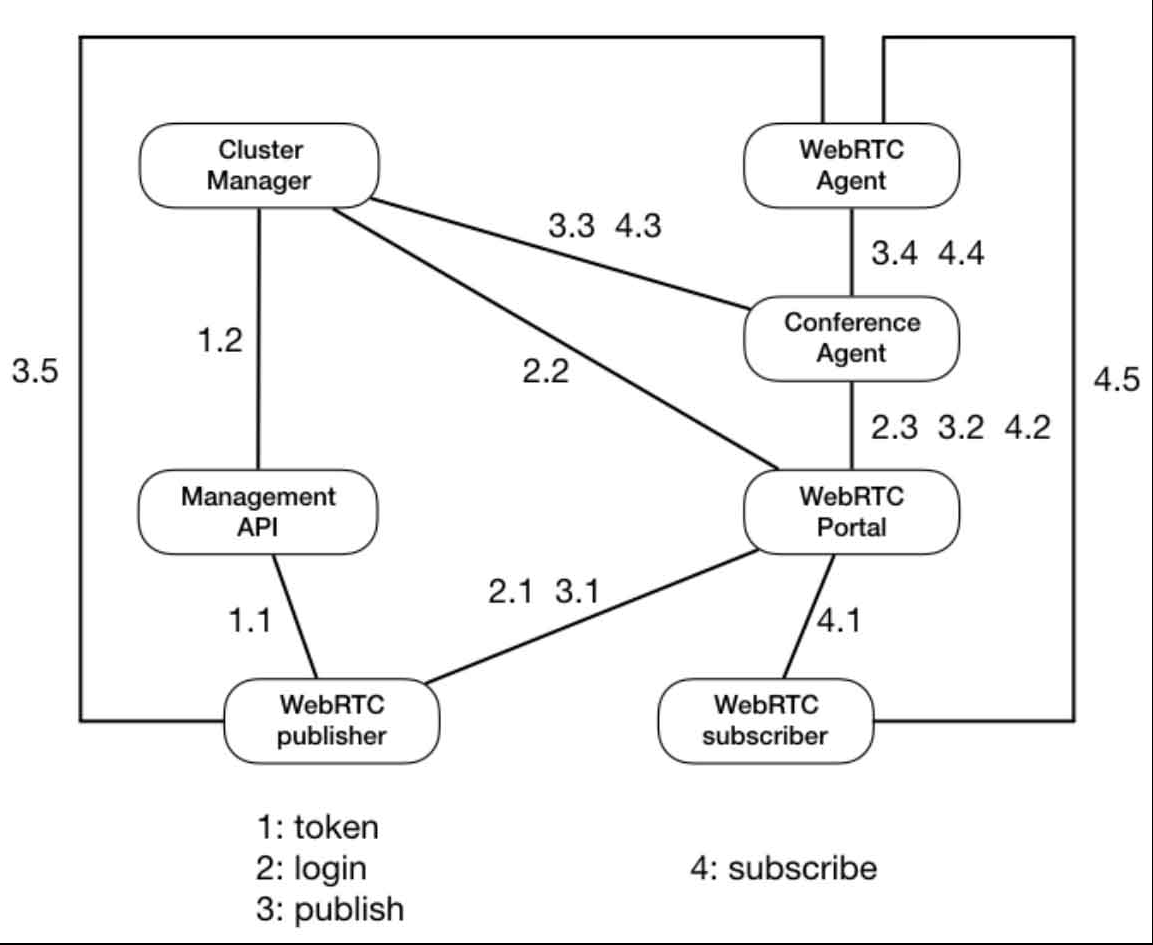 Cluster
Manager
WebRTC
Agent
3.3 4.3
3.4 4.4
Conference
Agent
1.2
2.2
3.5
4.5
2.3 3.2 4.2
Management
API
WebRTC
Portal
2.1 3.1
1.1
4.1
WebRTC
publisher
WebRTC
subscriber
1: token
2: login
3: publish
4: subscribe